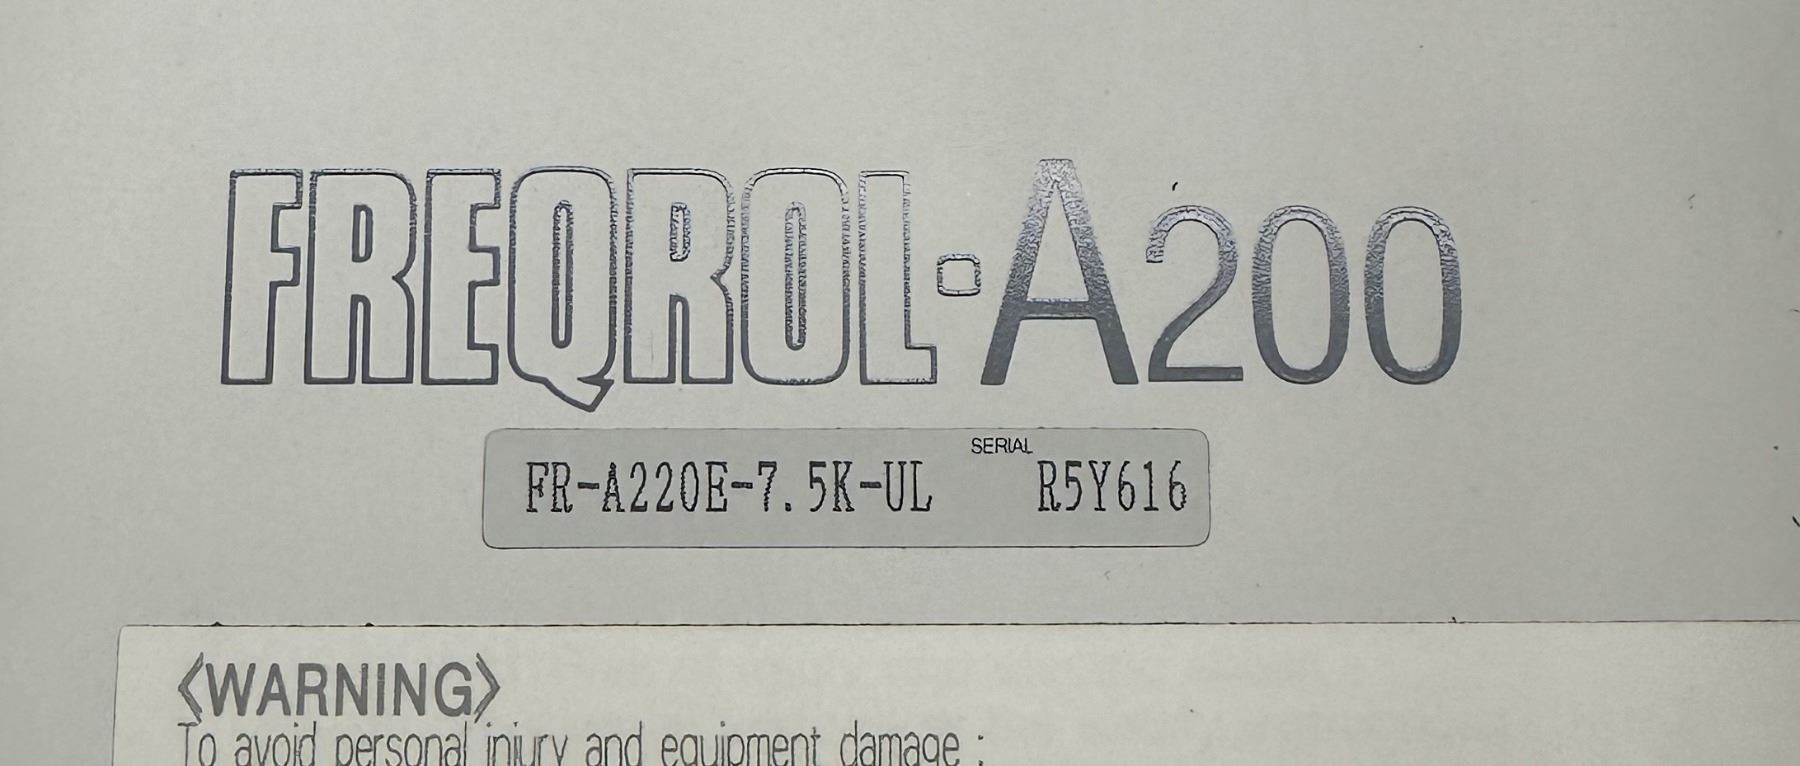 FREQROL-A200
SERIAL
FR-A220E-7.5K-UL R5Y616
〈WARNING〉
To avoid personal injury and equipment damage :